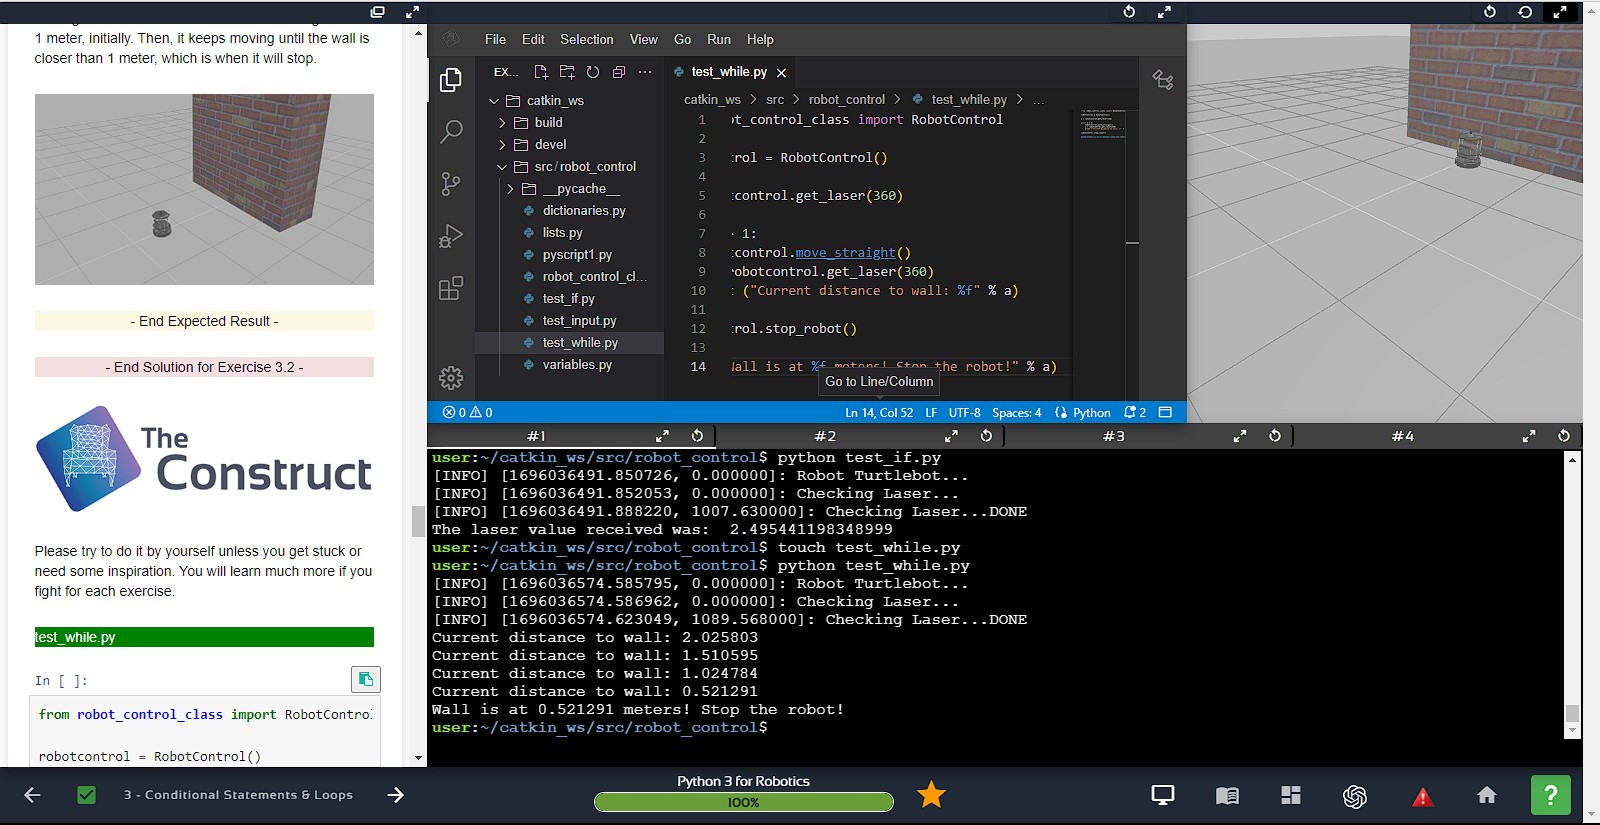 1 meter, initially. Then, it keeps moving until the wall is
closer than 1 meter, which is when it will stop.
- End Expected Result -
- End Solution for Exercise 3.2 -
The
Construct
Please try to do it by yourself unless you get stuck or
need some inspiration. You will learn much more if you
fight for each exercise.
test_while.py
In [ ]:
from robot_control_class import RobotControl
robotcontrol = RobotControl()
File Edit Selection View Go Run Help
EX... ...
catkin_ws
build
devel
src/robot_control
__pycache__
dictionaries.py
lists.py
pyscript1.py
robot_control_cl...
test_if.py
test_input.py
test_while.py
variables.py
test_while.py
catkin_ws > src > robot_control > test_while.py > ...
1 ot_control_class import RobotControl
2
3 trol = RobotControl()
4
5 tcontrol.get_laser(360)
6
7 1:
8 tcontrol.move_straight()
9 robotcontrol.get_laser(360)
10 t ("Current distance to wall: %f" % a)
11
12 trol.stop_robot()
13
14 Wall is at %f meters! Stop the robot!" % a)
Go to Line/Column
0 0 Ln 14, Col 52 LF UTF-8 Spaces: 4 Python 2
#1 #2 #3 #4
user:~/catkin_ws/src/robot_control$ python test_if.py
[INFO] [1696036491.850726, 0.000000]: Robot Turtlebot...
[INFO] [1696036491.852053, 0.000000]: Checking Laser...
[INFO] [1696036491.888220, 1007.630000]: Checking Laser...DONE
The laser value received was:  2.495441198348999
user:~/catkin_ws/src/robot_control$ touch test_while.py
user:~/catkin_ws/src/robot_control$ python test_while.py
[INFO] [1696036574.585795, 0.000000]: Robot Turtlebot...
[INFO] [1696036574.586962, 0.000000]: Checking Laser...
[INFO] [1696036574.623049, 1089.568000]: Checking Laser...DONE
Current distance to wall: 2.025803
Current distance to wall: 1.510595
Current distance to wall: 1.024784
Current distance to wall: 0.521291
Wall is at 0.521291 meters! Stop the robot!
user:~/catkin_ws/src/robot_control$
3 - Conditional Statements & Loops
Python 3 for Robotics
100%
?